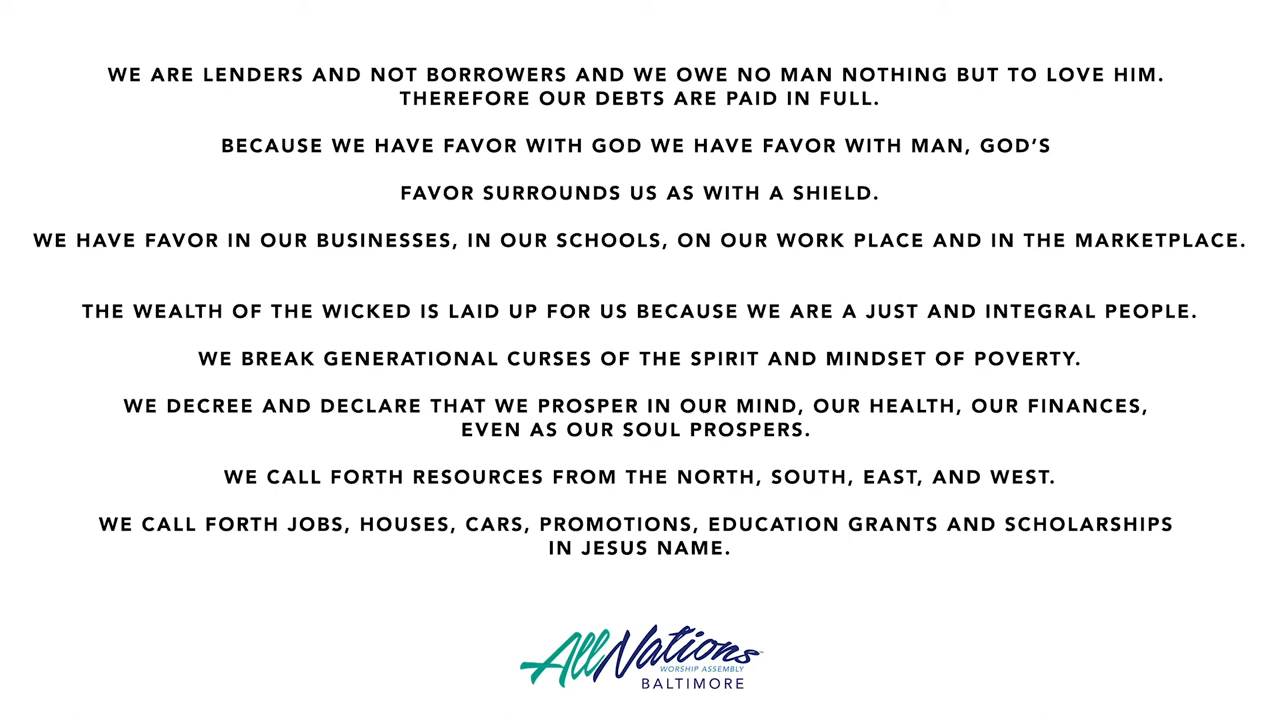 WE ARE LENDERS AND NOT BORROWERS AND WE OWE NO MAN NOTHING BUT TO LOVE HIM.
THEREFORE OUR DEBTS ARE PAID IN FULL.
BECAUSE WE HAVE FAVOR WITH GOD WE HAVE FAVOR WITH MAN, GOD’S
FAVOR SURROUNDS US AS WITH A SHIELD.
WE HAVE FAVOR IN OUR BUSINESSES, IN OUR SCHOOLS, ON OUR WORK PLACE AND IN THE MARKETPLACE.
THE WEALTH OF THE WICKED IS LAID UP FOR US BECAUSE WE ARE A JUST AND INTEGRAL PEOPLE.
WE BREAK GENERATIONAL CURSES OF THE SPIRIT AND MINDSET OF POVERTY.
WE DECREE AND DECLARE THAT WE PROSPER IN OUR MIND, OUR HEALTH, OUR FINANCES,
EVEN AS OUR SOUL PROSPERS.
WE CALL FORTH RESOURCES FROM THE NORTH, SOUTH, EAST, AND WEST.
WE CALL FORTH JOBS, HOUSES, CARS, PROMOTIONS, EDUCATION GRANTS AND SCHOLARSHIPS
IN JESUS NAME.
All Nations
WORSHIP ASSEMBLY
BALTIMORE